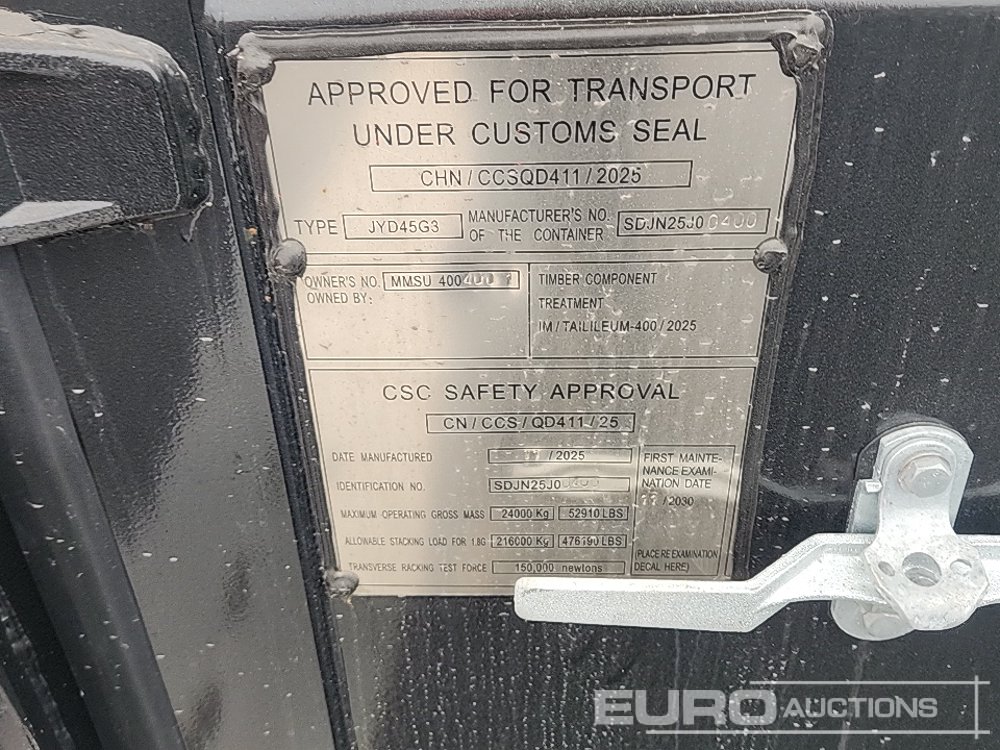 APPROVED FOR TRANSPORT
UNDER CUSTOMS SEAL
CHN/CCSQD411/2025
TYPE JYD45G3 MANUFACTURER'S NO. OF THE CONTAINER SDJN25J00400
OWNER'S NO. MMSU 400400
OWNED BY:
TIMBER COMPONENT
TREATMENT
IM/TAILILEUM-400/2025
CSC SAFETY APPROVAL
CN/CCS/QD411/25
DATE MANUFACTURED /2025
IDENTIFICATION NO. SDJN25J00400
MAXIMUM OPERATING GROSS MASS 24000 Kg 52910 LBS
ALLOWABLE STACKING LOAD FOR 1.8G 216000 Kg 476190 LBS
TRANSVERSE RACKING TEST FORCE 150,000 newtons
FIRST MAINTE-
NANCE EXAMI-
NATION DATE
/2030
(PLACE RE EXAMINATION
DECAL HERE)
EURO AUCTIONS